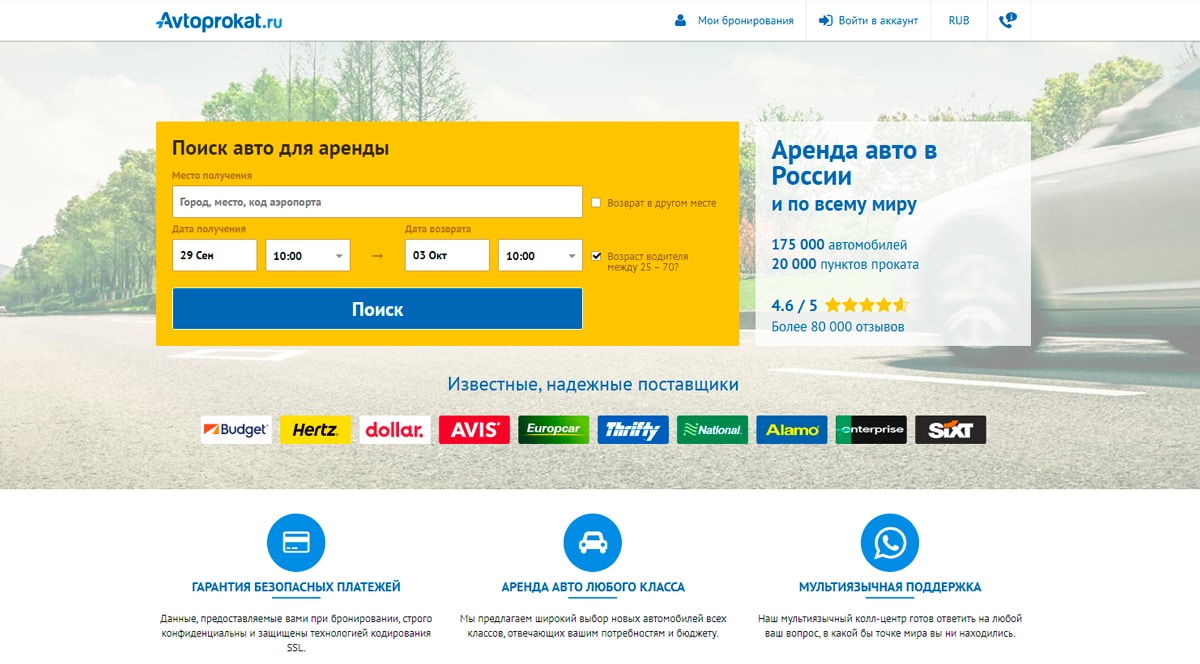 Avtoprokat.ru
Мои бронирования
Войти в аккаунт
RUB
Поиск авто для аренды
Место получения
Город, место, код аэропорта
Возврат в другом месте
Дата получения
Дата возврата
29 Сен
10:00
→
03 Окт
10:00
Возраст водителя
между 25 – 70?
Поиск
Аренда авто в
России
и по всему миру
175 000 автомобилей
20 000 пунктов проката
4.6 / 5
Более 80 000 отзывов
Известные, надежные поставщики
Budget
Hertz.
dollar.
AVIS
Europcar
Thrifty
National.
Alamo
enterprise
SIXT
ГАРАНТИЯ БЕЗОПАСНЫХ ПЛАТЕЖЕЙ
Данные, предоставляемые вами при бронировании, строго
конфиденциальны и защищены технологией кодирования
SSL.
АРЕНДА АВТО ЛЮБОГО КЛАССА
Мы предлагаем широкий выбор новых автомобилей всех
классов, отвечающих вашим потребностям и бюджету.
МУЛЬТИЯЗЫЧНАЯ ПОДДЕРЖКА
Наш мультиязычный колл-центр готов ответить на любой
ваш вопрос, в какой бы точке мира вы ни находились.